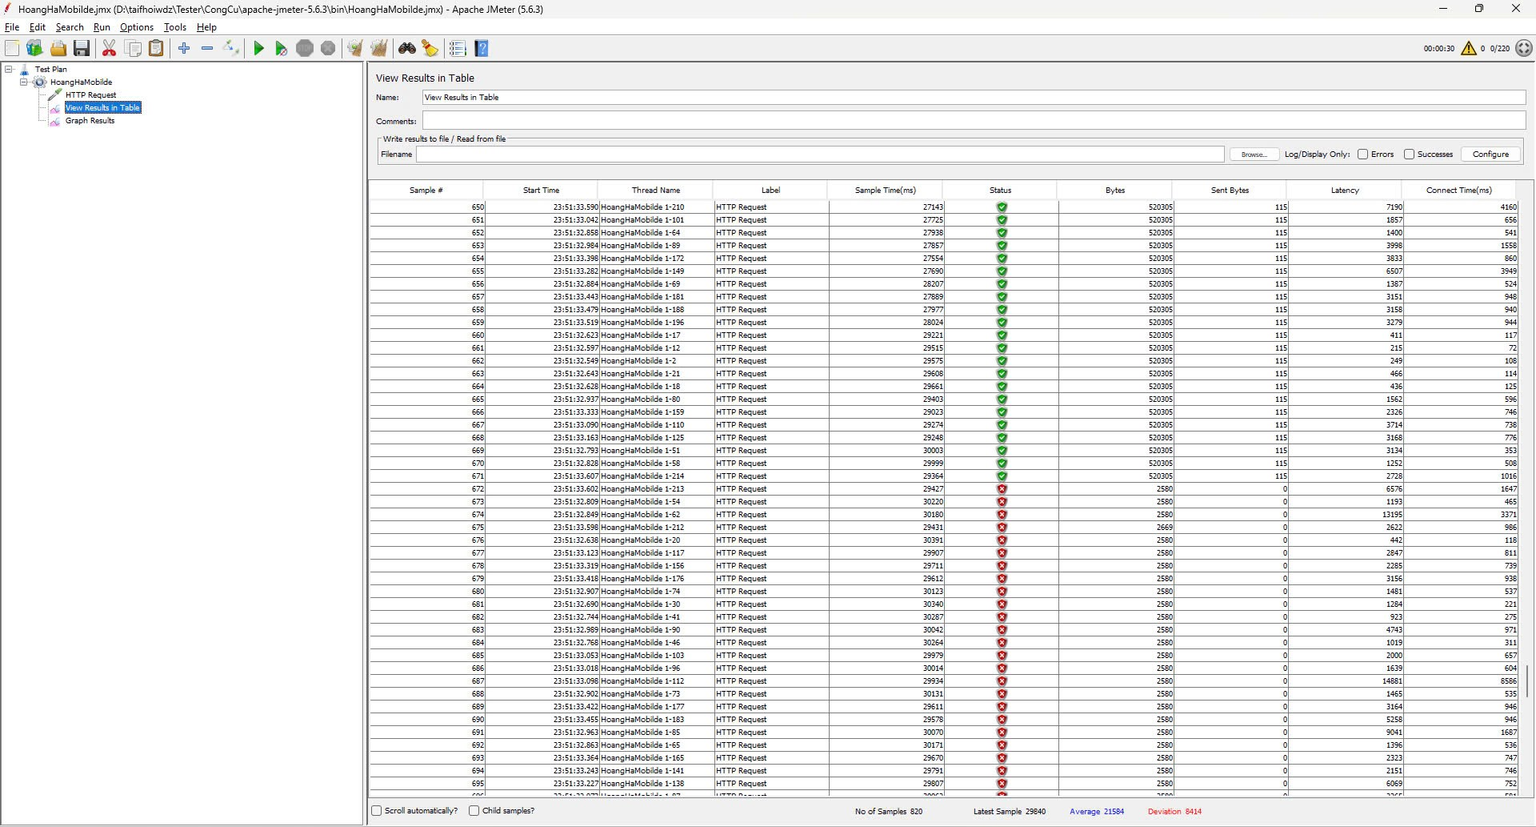 HoangHaMobilde.jmx (D:\taifhoiwdz\Tester\CongCu\apache-jmeter-5.6.3\bin\HoangHaMobilde.jmx) - Apache JMeter (5.6.3)
File Edit Search Run Options Tools Help
00:00:30 0 0/220
Test Plan
HoangHaMobilde
HTTP Request
View Results in Table
Graph Results
View Results in Table
Name: View Results in Table
Comments:
Write results to file / Read from file
Filename Browse... Log/Display Only: Errors Successes Configure
Sample # Start Time Thread Name Label Sample Time(ms) Status Bytes Sent Bytes Latency Connect Time(ms)
650 23:51:33.590 HoangHaMobilde 1-210 HTTP Request 27143 520305 115 7190 4160
651 23:51:33.042 HoangHaMobilde 1-101 HTTP Request 27725 520305 115 1857 656
652 23:51:32.858 HoangHaMobilde 1-64 HTTP Request 27938 520305 115 1400 541
653 23:51:32.984 HoangHaMobilde 1-89 HTTP Request 27857 520305 115 3998 1558
654 23:51:33.398 HoangHaMobilde 1-172 HTTP Request 27554 520305 115 3833 860
655 23:51:33.282 HoangHaMobilde 1-149 HTTP Request 27690 520305 115 6507 3949
656 23:51:32.884 HoangHaMobilde 1-69 HTTP Request 28207 520305 115 1387 524
657 23:51:33.443 HoangHaMobilde 1-181 HTTP Request 27889 520305 115 3151 948
658 23:51:33.479 HoangHaMobilde 1-188 HTTP Request 27977 520305 115 3158 940
659 23:51:33.519 HoangHaMobilde 1-196 HTTP Request 28024 520305 115 3279 944
660 23:51:32.623 HoangHaMobilde 1-17 HTTP Request 29221 520305 115 411 117
661 23:51:32.597 HoangHaMobilde 1-12 HTTP Request 29515 520305 115 215 72
662 23:51:32.549 HoangHaMobilde 1-2 HTTP Request 29575 520305 115 249 108
663 23:51:32.643 HoangHaMobilde 1-21 HTTP Request 29608 520305 115 466 114
664 23:51:32.628 HoangHaMobilde 1-18 HTTP Request 29661 520305 115 436 125
665 23:51:32.937 HoangHaMobilde 1-80 HTTP Request 29403 520305 115 1562 596
666 23:51:33.333 HoangHaMobilde 1-159 HTTP Request 29023 520305 115 2326 746
667 23:51:33.090 HoangHaMobilde 1-110 HTTP Request 29274 520305 115 3714 738
668 23:51:33.163 HoangHaMobilde 1-125 HTTP Request 29248 520305 115 3168 776
669 23:51:32.793 HoangHaMobilde 1-51 HTTP Request 30003 520305 115 3134 353
670 23:51:32.828 HoangHaMobilde 1-58 HTTP Request 29999 520305 115 1252 508
671 23:51:33.607 HoangHaMobilde 1-214 HTTP Request 29364 520305 115 2728 1016
672 23:51:33.602 HoangHaMobilde 1-213 HTTP Request 29427 2580 0 6576 1647
673 23:51:32.809 HoangHaMobilde 1-54 HTTP Request 30220 2580 0 1193 465
674 23:51:32.849 HoangHaMobilde 1-62 HTTP Request 30180 2580 0 13195 3371
675 23:51:33.598 HoangHaMobilde 1-212 HTTP Request 29431 2669 0 2622 986
676 23:51:32.638 HoangHaMobilde 1-20 HTTP Request 30391 2580 0 442 118
677 23:51:33.123 HoangHaMobilde 1-117 HTTP Request 29907 2580 0 2847 811
678 23:51:33.319 HoangHaMobilde 1-156 HTTP Request 29711 2580 0 2285 739
679 23:51:33.418 HoangHaMobilde 1-176 HTTP Request 29612 2580 0 3156 938
680 23:51:32.907 HoangHaMobilde 1-74 HTTP Request 30123 2580 0 1481 537
681 23:51:32.690 HoangHaMobilde 1-30 HTTP Request 30340 2580 0 1284 221
682 23:51:32.744 HoangHaMobilde 1-41 HTTP Request 30287 2580 0 923 275
683 23:51:32.989 HoangHaMobilde 1-90 HTTP Request 30042 2580 0 4743 971
684 23:51:32.768 HoangHaMobilde 1-46 HTTP Request 30264 2580 0 1019 311
685 23:51:33.053 HoangHaMobilde 1-103 HTTP Request 29979 2580 0 2000 657
686 23:51:33.018 HoangHaMobilde 1-96 HTTP Request 30014 2580 0 1639 604
687 23:51:33.098 HoangHaMobilde 1-112 HTTP Request 29934 2580 0 14881 8586
688 23:51:32.902 HoangHaMobilde 1-73 HTTP Request 30131 2580 0 1465 535
689 23:51:33.422 HoangHaMobilde 1-177 HTTP Request 29611 2580 0 3164 946
690 23:51:33.455 HoangHaMobilde 1-183 HTTP Request 29578 2580 0 5258 946
691 23:51:32.963 HoangHaMobilde 1-85 HTTP Request 30070 2580 0 9041 1687
692 23:51:32.863 HoangHaMobilde 1-65 HTTP Request 30171 2580 0 1396 536
693 23:51:33.364 HoangHaMobilde 1-165 HTTP Request 29670 2580 0 2323 747
694 23:51:33.243 HoangHaMobilde 1-141 HTTP Request 29791 2580 0 2151 746
695 23:51:33.227 HoangHaMobilde 1-138 HTTP Request 29807 2580 0 6069 752
Scroll automatically? Child samples? No of Samples 820 Latest Sample 29840 Average 21584 Deviation 8414